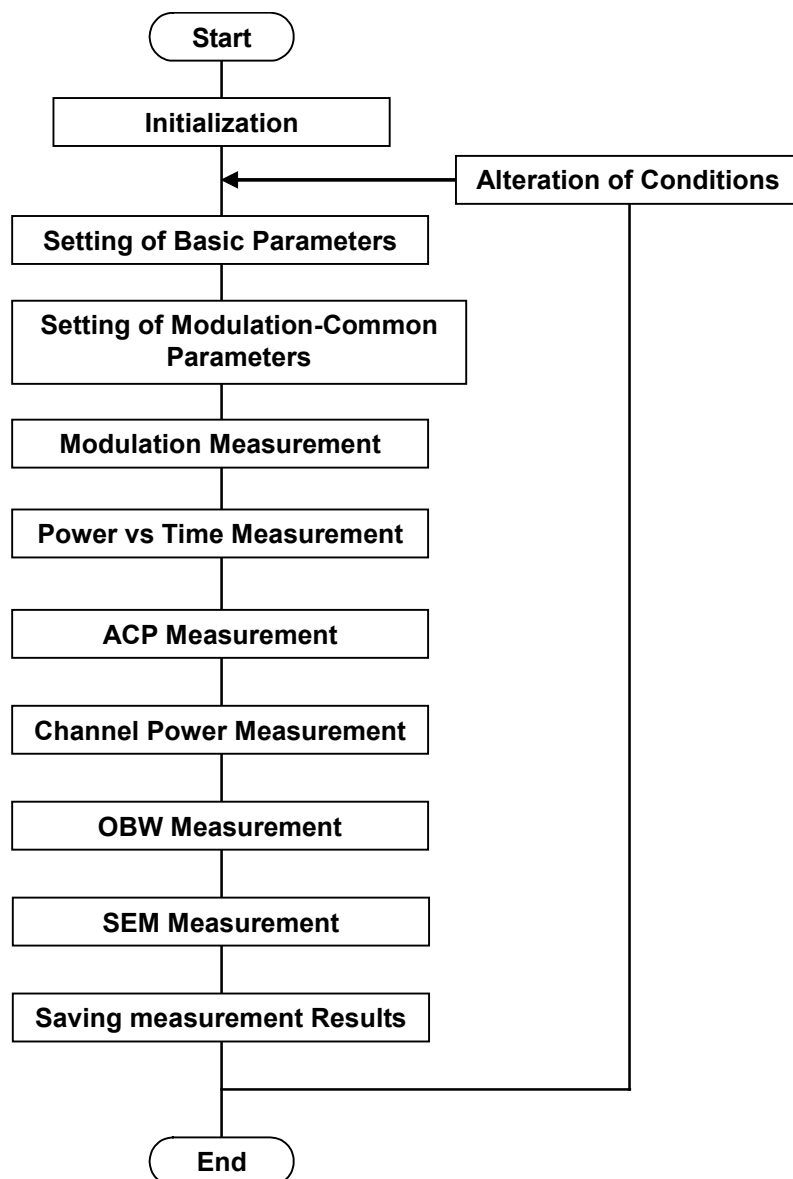 Start
Initialization
Alteration of Conditions
Setting of Basic Parameters
Setting of Modulation-Common
Parameters
Modulation Measurement
Power vs Time Measurement
ACP Measurement
Channel Power Measurement
OBW Measurement
SEM Measurement
Saving measurement Results
End